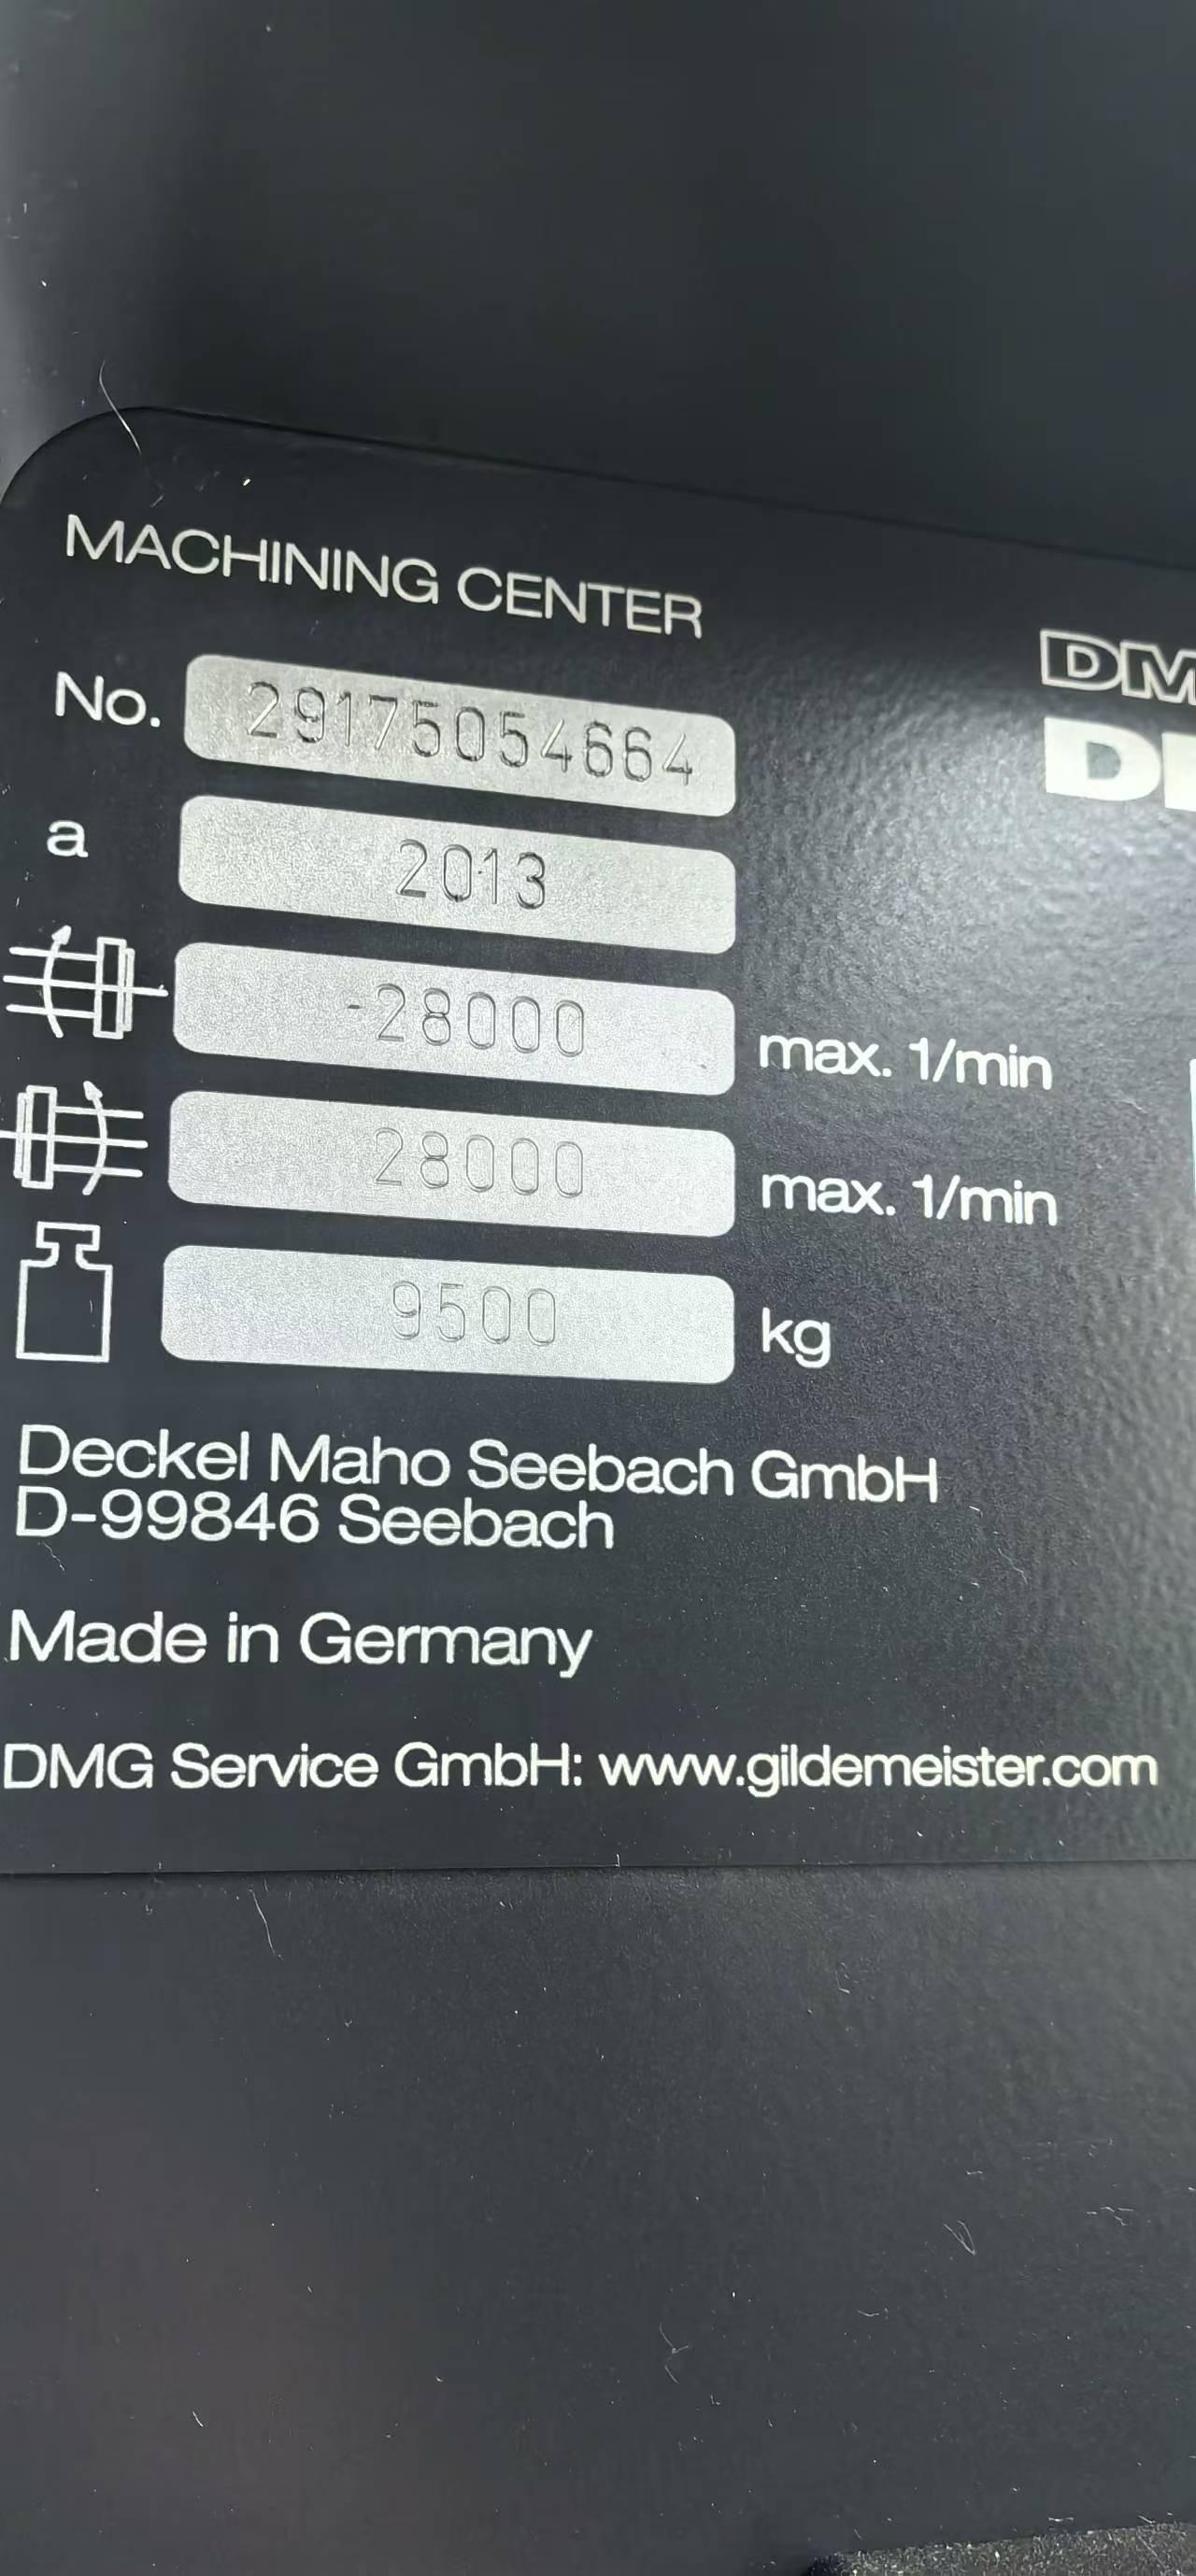 MACHINING CENTER
No. 29175054664
a 2013
-28000 max. 1/min
28000 max. 1/min
9500 kg
Deckel Maho Seebach GmbH
D-99846 Seebach
Made in Germany
DMG Service GmbH: www.gildemeister.com